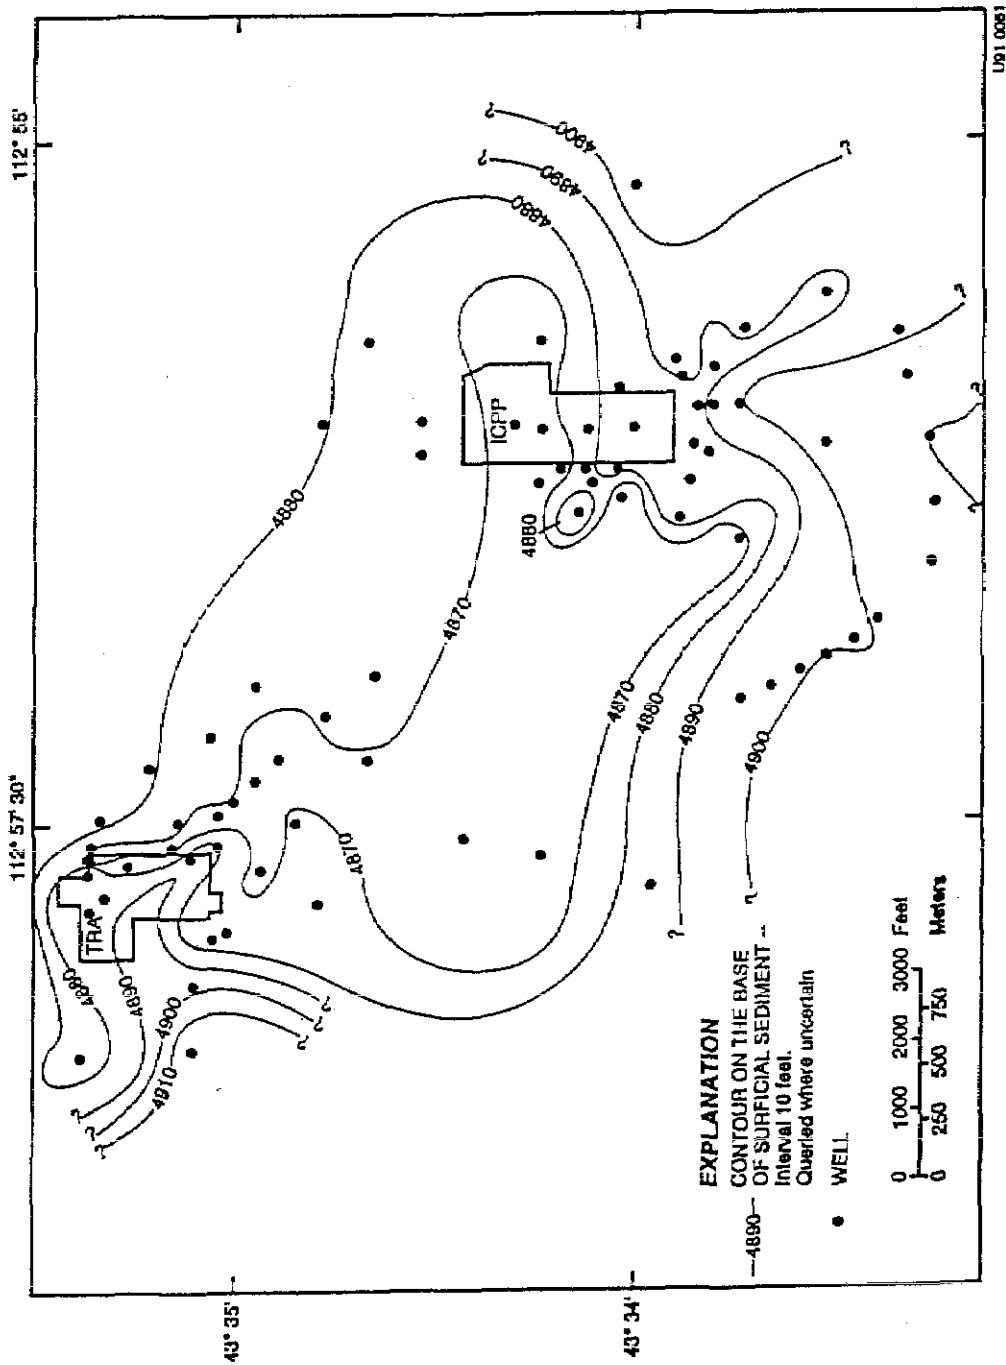 112° 57' 30"
112° 55'
43° 35'
43° 34'
TRA
4880
4890
4900
4910
4880
4870
4870
ICPP
4880
4880
4890
4900
4870
4880
4890
4900
?
?
?
?
?
?
?
?
?
?
?
?
?
?
EXPLANATION
—4890— CONTOUR ON THE BASE
OF SURFICIAL SEDIMENT --
Interval 10 feet.
Queried where uncertain
● WELL
0 1000 2000 3000 Feet
0 250 500 750 Meters